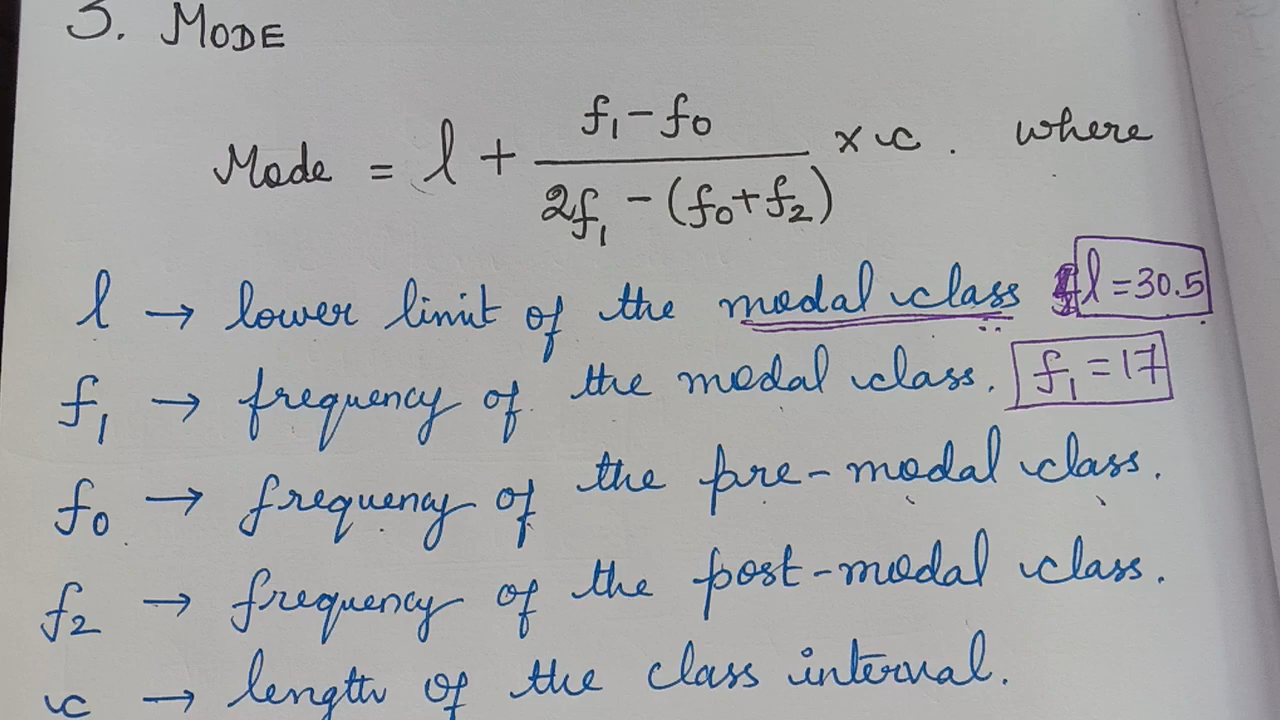 3. MODE
Mode = l + (f₁ - f₀) / (2f₁ - (f₀ + f₂)) × c . where
l → lower limit of the modal class l = 30.5
f₁ → frequency of the modal class. f₁ = 17
f₀ → frequency of the pre-modal class.
f₂ → frequency of the post-modal class.
c → length of the class interval.